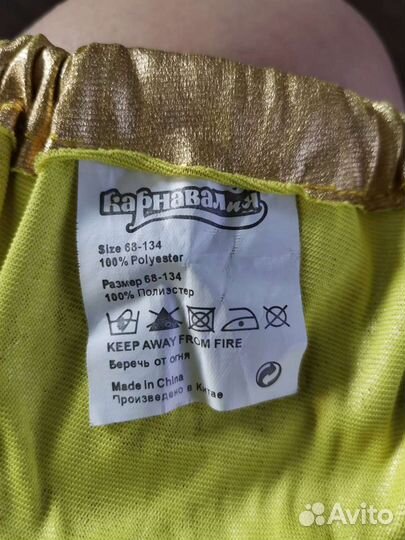 Карнавалия
Size 68-134
100% Polyester
Размер 68-134
100% Полиэстер
KEEP AWAY FROM FIRE
Беречь от огня
Made in China
Произведено в Китае
Avito